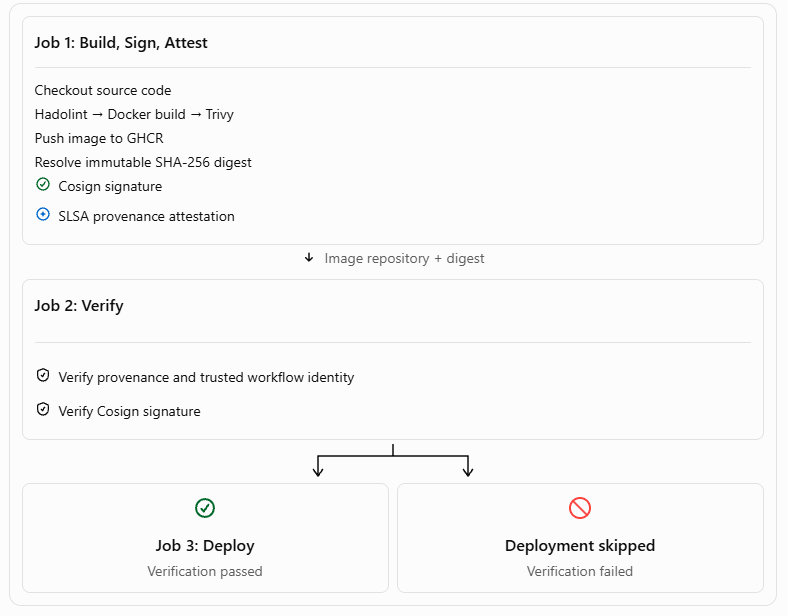 Job 1: Build, Sign, Attest
Checkout source code
Hadolint → Docker build → Trivy
Push image to GHCR
Resolve immutable SHA-256 digest
Cosign signature
SLSA provenance attestation
Image repository + digest
Job 2: Verify
Verify provenance and trusted workflow identity
Verify Cosign signature
Job 3: Deploy
Verification passed
Deployment skipped
Verification failed